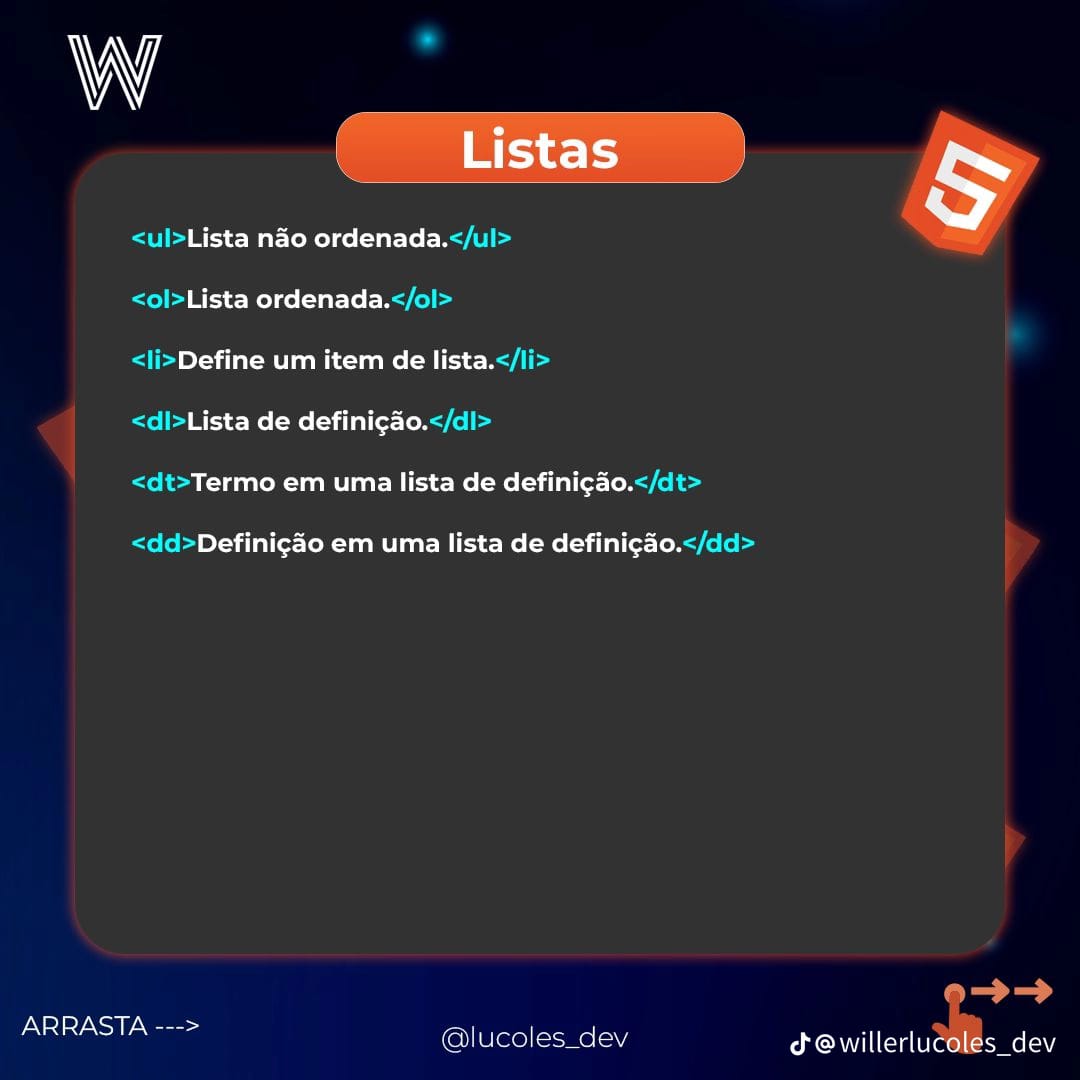 W
Listas
5
<ul>Lista não ordenada.</ul>
<ol>Lista ordenada.</ol>
<li>Define um item de lista.</li>
<dl>Lista de definição.</dl>
<dt>Termo em uma lista de definição.</dt>
<dd>Definição em uma lista de definição.</dd>
ARRASTA --->
@lucoles_dev
@willerlucoles_dev